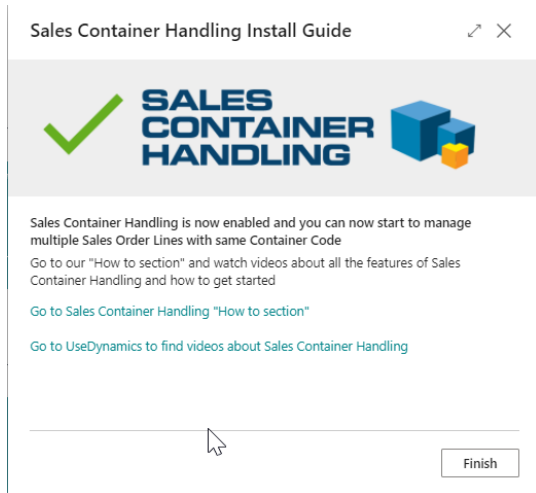 Sales Container Handling Install Guide
SALES
CONTAINER
HANDLING
Sales Container Handling is now enabled and you can now start to manage
multiple Sales Order Lines with same Container Code
Go to our "How to section" and watch videos about all the features of Sales
Container Handling and how to get started
Go to Sales Container Handling "How to section"
Go to UseDynamics to find videos about Sales Container Handling
Finish